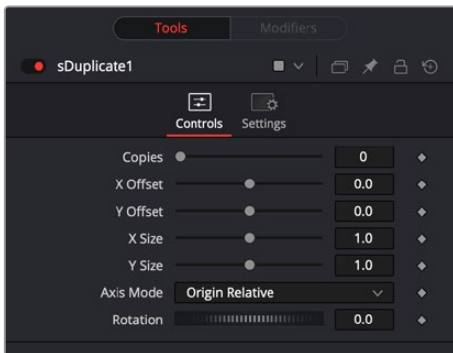 Tools Modifiers
sDuplicate1
Controls Settings
Copies 0
X Offset 0.0
Y Offset 0.0
X Size 1.0
Y Size 1.0
Axis Mode Origin Relative
Rotation 0.0